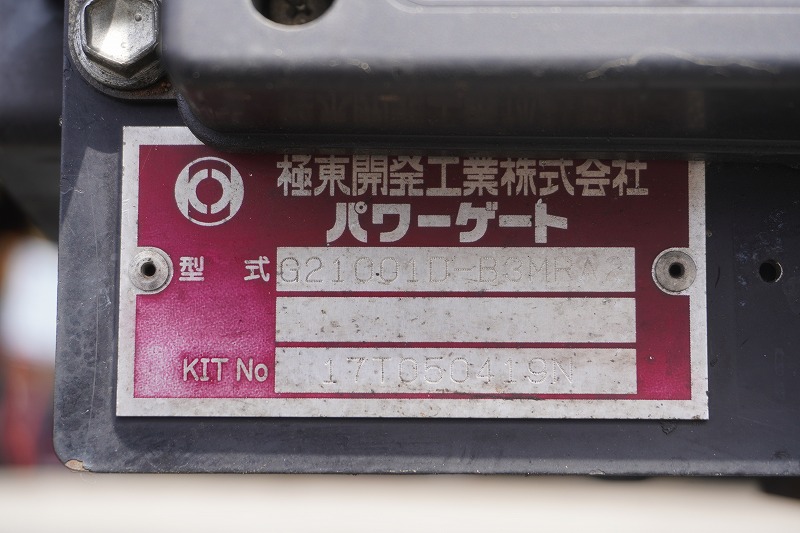 極東開発工業株式会社
パワーゲート
型式 G21001D-B3MRA2
KIT No 17T050419N